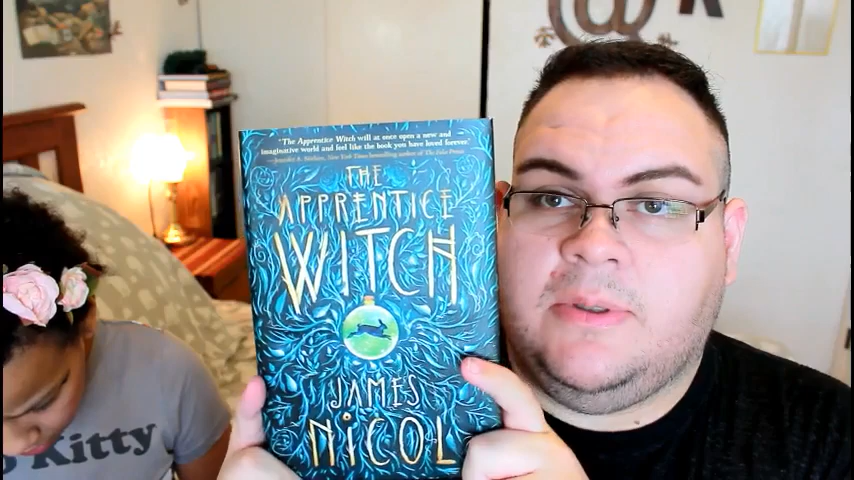 "The Apprentice Witch will at once open a new and
imaginative world and feel like the book you have loved forever."
—Jennifer A. Nielsen, New York Times bestselling author of The False Prince
THE
APPRENTICE
WITCH
JAMES
NICOL
Kitty